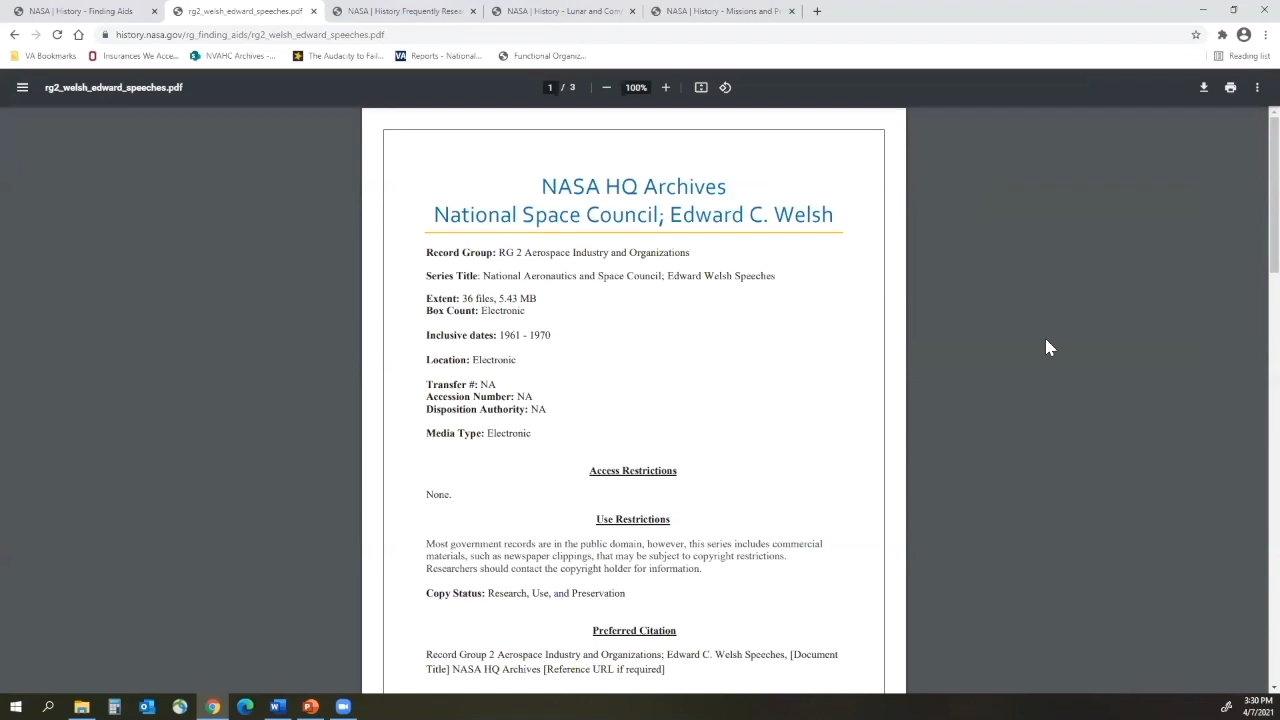 NASA | History - Finding Aids
rg2_welsh_edward_speeches.pdf
NASA | History Frequently Resea
NASA | History - Lunar and Com
NASA | History - Missions and P
history.nasa.gov/rg_finding_aids/rg2_welsh_edward_speeches.pdf
VA Bookmarks
Insurances We Acce...
NVAHC Archives -...
The Audacity to Fail...
VA Reports - National...
Functional Organiz...
Reading list
rg2_welsh_edward_speeches.pdf
1 / 3
100%
NASA HQ Archives
National Space Council; Edward C. Welsh
Record Group: RG 2 Aerospace Industry and Organizations
Series Title: National Aeronautics and Space Council; Edward Welsh Speeches
Extent: 36 files, 5.43 MB
Box Count: Electronic
Inclusive dates: 1961 - 1970
Location: Electronic
Transfer #: NA
Accession Number: NA
Disposition Authority: NA
Media Type: Electronic
Access Restrictions
None.
Use Restrictions
Most government records are in the public domain, however, this series includes commercial
materials, such as newspaper clippings, that may be subject to copyright restrictions.
Researchers should contact the copyright holder for information.
Copy Status: Research, Use, and Preservation
Preferred Citation
Record Group 2 Aerospace Industry and Organizations; Edward C. Welsh Speeches, [Document
Title] NASA HQ Archives [Reference URL if required]
3:30 PM
4/7/2021